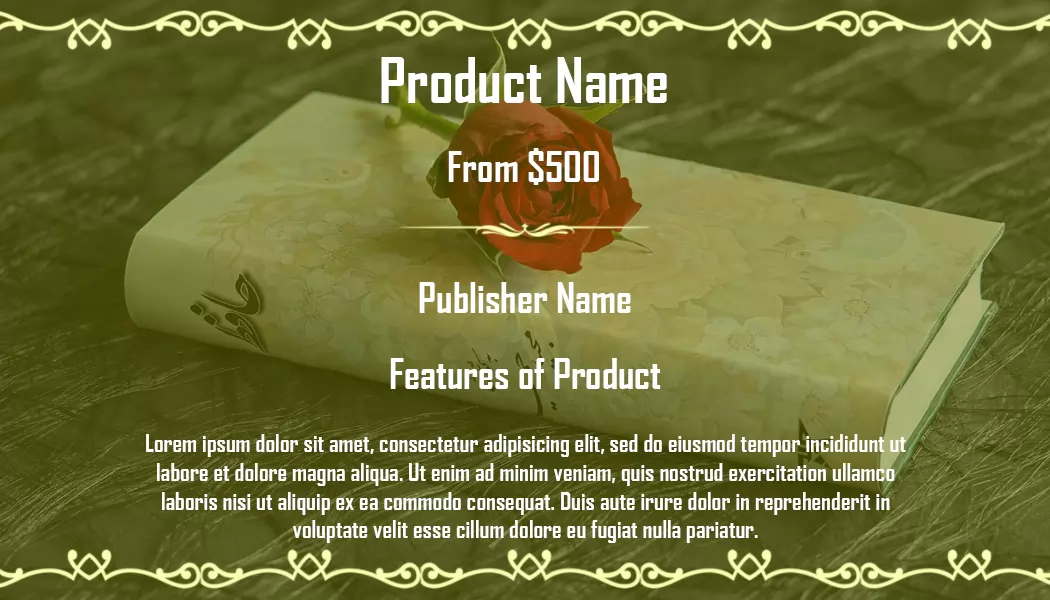 Product Name
From $500
Publisher Name
Features of Product
Lorem ipsum dolor sit amet, consectetur adipisicing elit, sed do eiusmod tempor incididunt ut
labore et dolore magna aliqua. Ut enim ad minim veniam, quis nostrud exercitation ullamco
laboris nisi ut aliquip ex ea commodo consequat. Duis aute irure dolor in reprehenderit in
voluptate velit esse cillum dolore eu fugiat nulla pariatur.